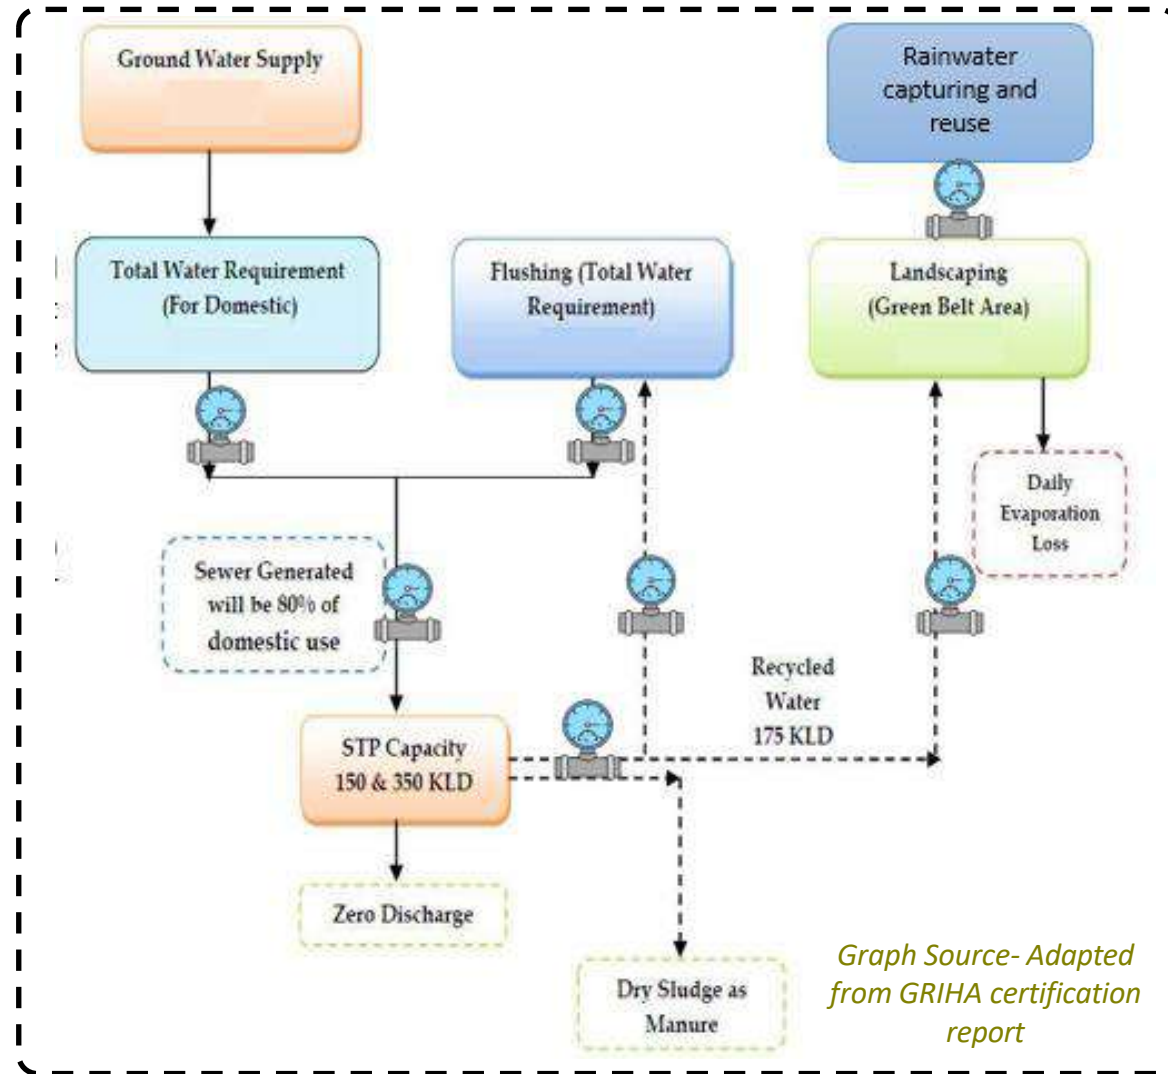 Ground Water Supply
Rainwater
capturing and
reuse
Total Water Requirement
(For Domestic)
Flushing (Total Water
Requirement)
Landscaping
(Green Belt Area)
Daily
Evaporation
Loss
Sewer Generated
will be 80% of
domestic use
Recycled
Water
175 KLD
STP Capacity
150 & 350 KLD
Zero Discharge
Dry Sludge as
Manure
Graph Source- Adapted
from GRIHA certification
report